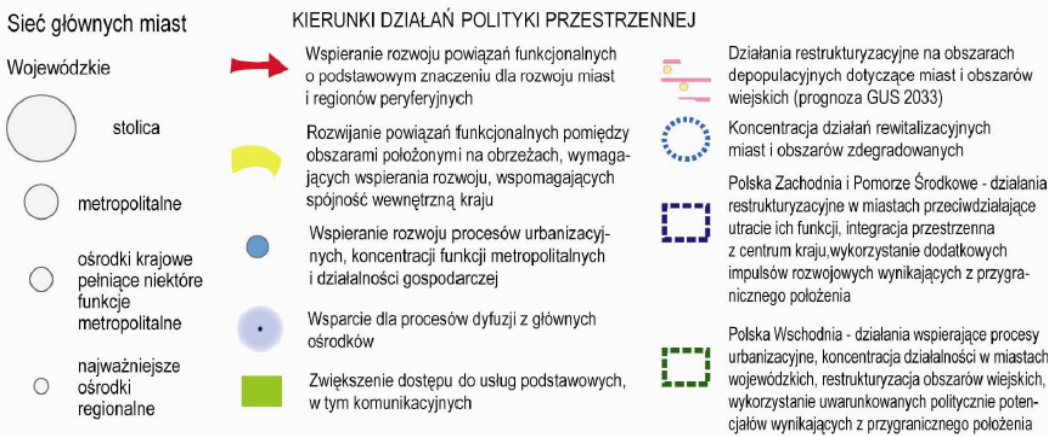 Sieć głównych miast
Wojewódzkie
stolica
metropolitalne
ośrodki krajowe
pełniące niektóre
funkcje
metropolitalne
najważniejsze
ośrodki
regionalne
KIERUNKI DZIAŁAŃ POLITYKI PRZESTRZENNEJ
Wspieranie rozwoju powiązań funkcjonalnych
o podstawowym znaczeniu dla rozwoju miast
i regionów peryferyjnych
Rozwijanie powiązań funkcjonalnych pomiędzy
obszarami położonymi na obrzeżach, wymaga-
jących wspierania rozwoju, wspomagających
spójność wewnętrzną kraju
Wspieranie rozwoju procesów urbanizacyj-
nych, koncentracji funkcji metropolitalnych
i działalności gospodarczej
Wsparcie dla procesów dyfuzji z głównych
ośrodków
Zwiększenie dostępu do usług podstawowych,
w tym komunikacyjnych
Działania restrukturyzacyjne na obszarach
depopulacyjnych dotyczące miast i obszarów
wiejskich (prognoza GUS 2033)
Koncentracja działań rewitalizacyjnych
miast i obszarów zdegradowanych
Polska Zachodnia i Pomorze Środkowe - działania
restrukturyzacyjne w miastach przeciwdziałające
utracie ich funkcji, integracja przestrzenna
z centrum kraju,wykorzystanie dodatkowych
impulsów rozwojowych wynikających z przygra-
nicznego położenia
Polska Wschodnia - działania wspierające procesy
urbanizacyjne, koncentracja działalności w miastach
wojewódzkich, restrukturyzacja obszarów wiejskich,
wykorzystanie uwarunkowanych politycznie poten-
cjałów wynikających z przygranicznego położenia